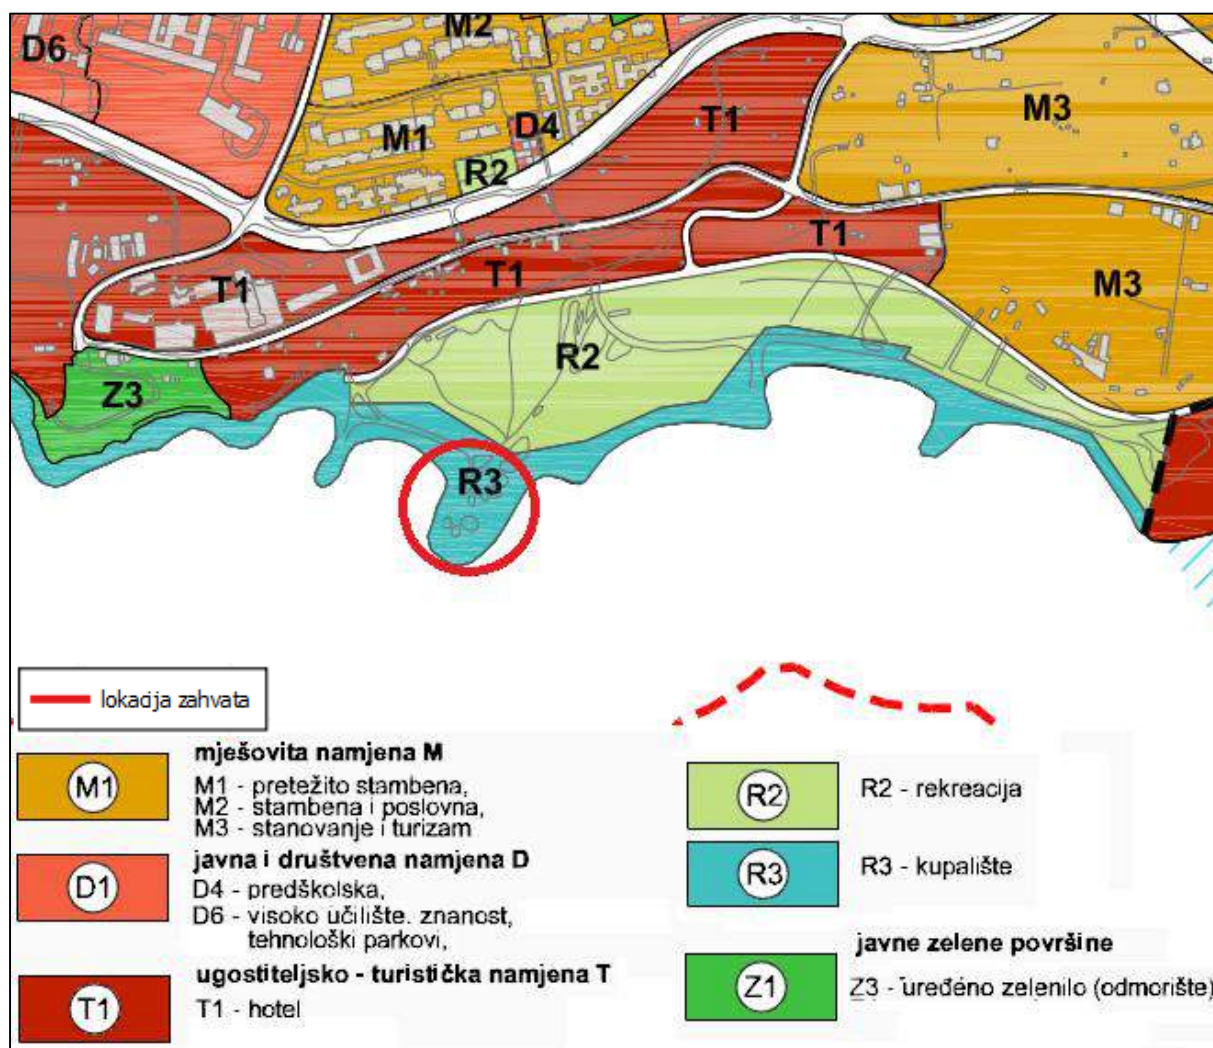 M2
D6
T1
M3
M1
D4
R2
T1
T1
T1
M3
R2
Z3
R3
lokacija zahvata
mješovita namjena M
M1
M1 - pretežito stambena,
M2 - stambena i poslovna,
M3 - stanovanje i turizam
javna i društvena namjena D
D1
D4 - predškolska,
D6 - visoko učilište. znanost,
tehnološki parkovi,
ugostiteljsko - turistička namjena T
T1
T1 - hotel
R2
R2 - rekreacija
R3
R3 - kupalište
javne zelene površine
Z1
Z3 - uređeno zelenilo (odmorište)